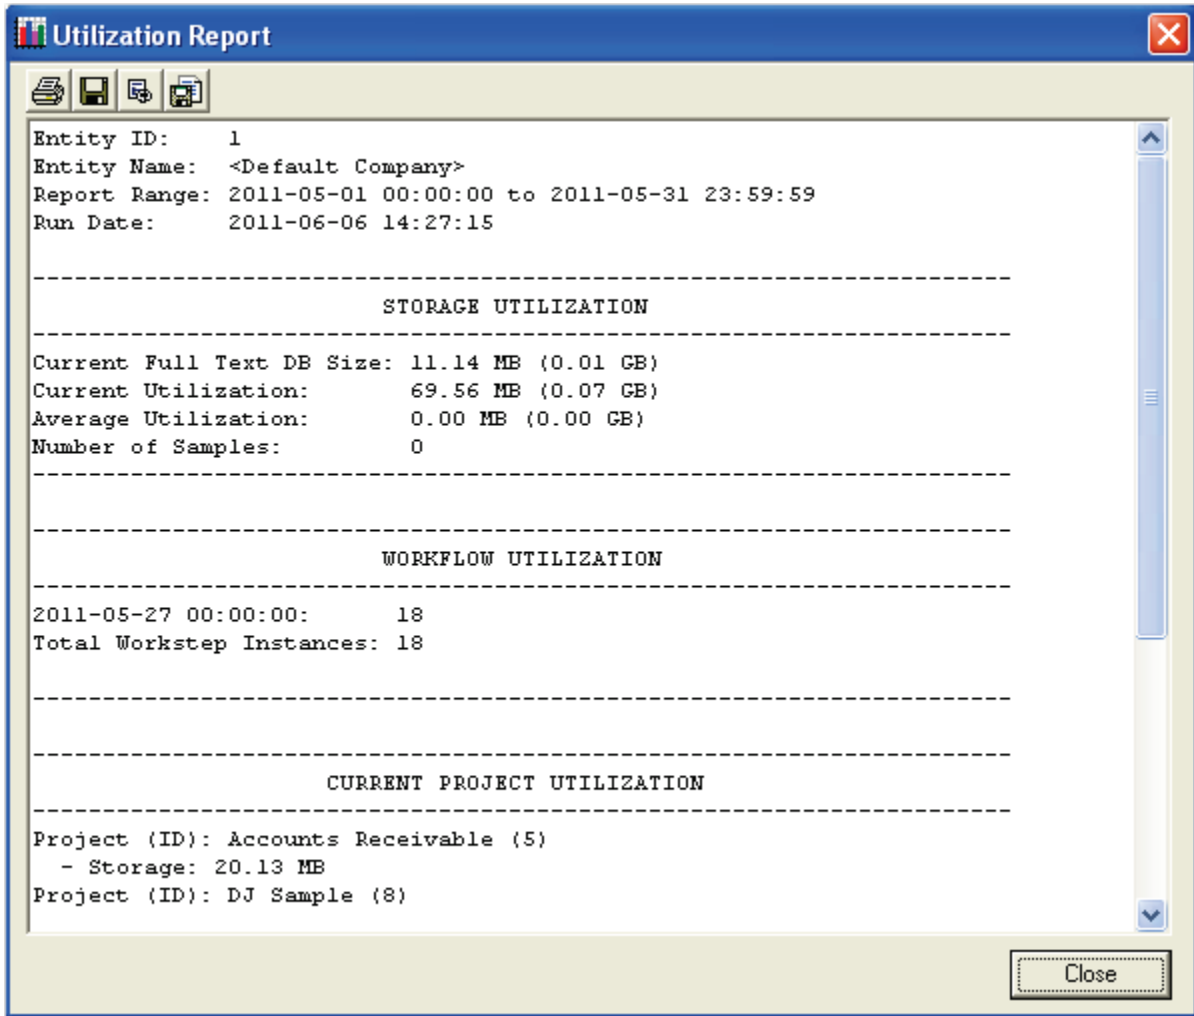 Utilization Report
Entity ID:    1
Entity Name:  <Default Company>
Report Range: 2011-05-01 00:00:00 to 2011-05-31 23:59:59
Run Date:     2011-06-06 14:27:15
----------------------------------------------------------------------
STORAGE UTILIZATION
----------------------------------------------------------------------
Current Full Text DB Size: 11.14 MB (0.01 GB)
Current Utilization:       69.56 MB (0.07 GB)
Average Utilization:       0.00 MB (0.00 GB)
Number of Samples:         0
----------------------------------------------------------------------
----------------------------------------------------------------------
WORKFLOW UTILIZATION
----------------------------------------------------------------------
2011-05-27 00:00:00:      18
Total Workstep Instances: 18
----------------------------------------------------------------------
----------------------------------------------------------------------
CURRENT PROJECT UTILIZATION
----------------------------------------------------------------------
Project (ID): Accounts Receivable (5)
- Storage: 20.13 MB
Project (ID): DJ Sample (8)
Close